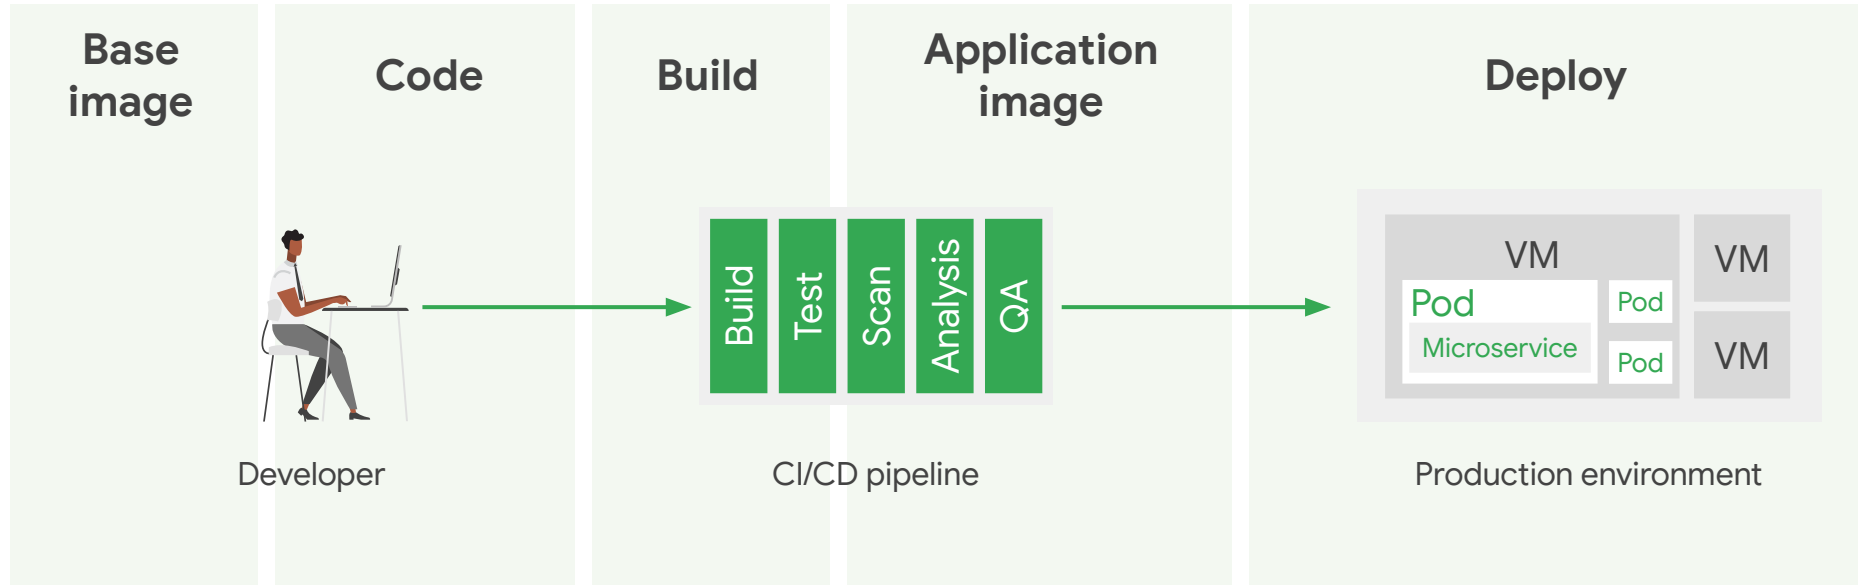 Base
image
Code
Build
Application
image
Deploy
Build
Test
Scan
Analysis
QA
VM
Pod
Microservice
Pod
Pod
VM
VM
Developer
CI/CD pipeline
Production environment